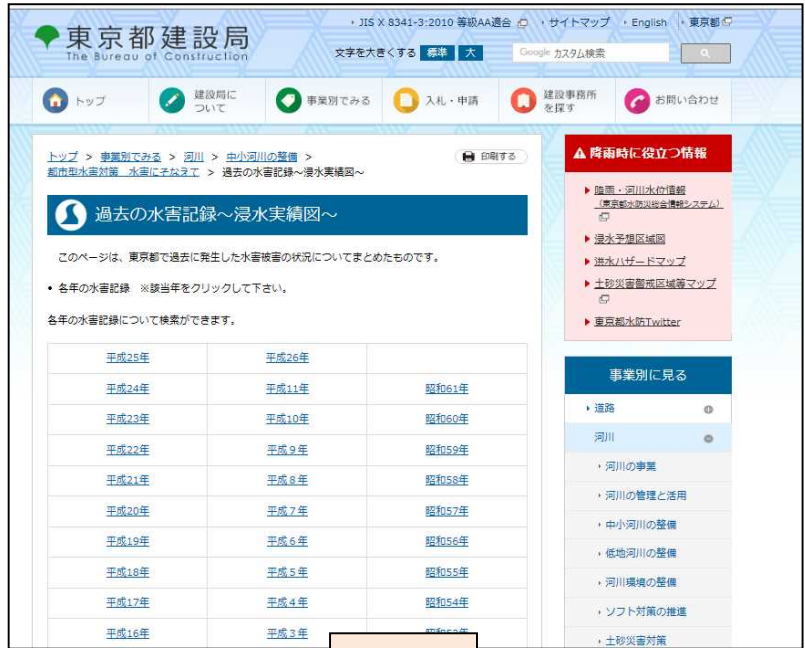 JIS X 8341-3:2010 等級AA適合 サイトマップ English 東京都
東京都建設局
The Bureau of Construction
文字を大きくする 標準 大 Google カスタム検索
トップ
建設局に
ついて
事業別でみる
入札・申請
建設事務所
を探す
お問い合わせ
トップ > 事業別でみる > 河川 > 中小河川の整備 >
都市型水害対策 水害にそなえて > 過去の水害記録～浸水実績図～
印刷する
過去の水害記録～浸水実績図～
このページは、東京都で過去に発生した水害被害の状況についてまとめたものです。
• 各年の水害記録 ※該当年をクリックして下さい。
各年の水害記録について検索ができます。
平成25年 平成26年
平成24年 平成11年 昭和61年
平成23年 平成10年 昭和60年
平成22年 平成9年 昭和59年
平成21年 平成8年 昭和58年
平成20年 平成7年 昭和57年
平成19年 平成6年 昭和56年
平成18年 平成5年 昭和55年
平成17年 平成4年 昭和54年
平成16年 平成3年
降雨時に役立つ情報
降雨・河川水位情報
（東京都水防災総合情報システム）
浸水予想区域図
洪水ハザードマップ
土砂災害警戒区域等マップ
東京都水防Twitter
事業別に見る
道路
河川
河川の事業
河川の管理と活用
中小河川の整備
低地河川の整備
河川環境の整備
ソフト対策の推進
土砂災害対策